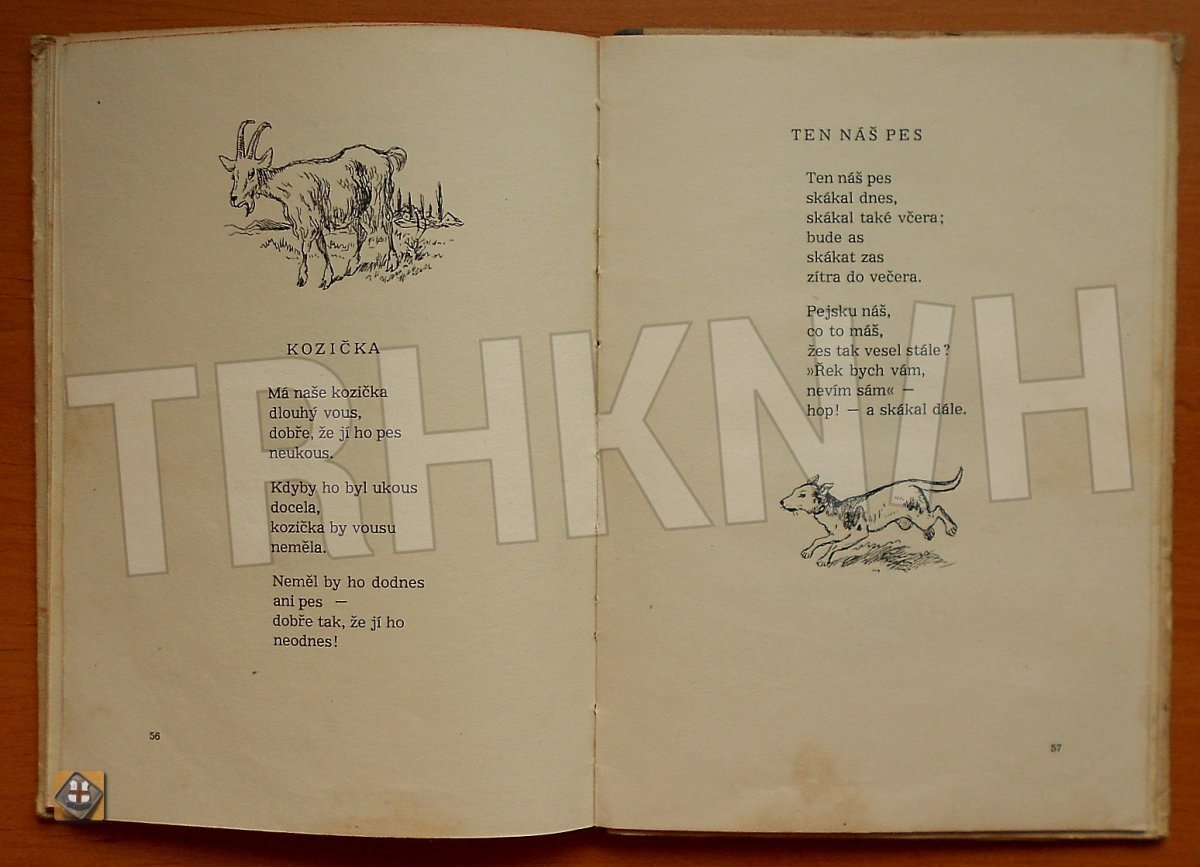 KOZIČKA
Má naše kozička
dlouhý vous,
dobře, že jí ho pes
neukous.
Kdyby ho byl ukous
docela,
kozička by vousu
neměla.
Neměl by ho dodnes
ani pes —
dobře tak, že jí ho
neodnes!
56
TEN NÁŠ PES
Ten náš pes
skákal dnes,
skákal také včera;
bude as
skákat zas
zítra do večera.
Pejsku náš,
co to máš,
žes tak vesel stále?
»Řek bych vám,
nevím sám« —
hop! — a skákal dále.
57
TRHKNIH